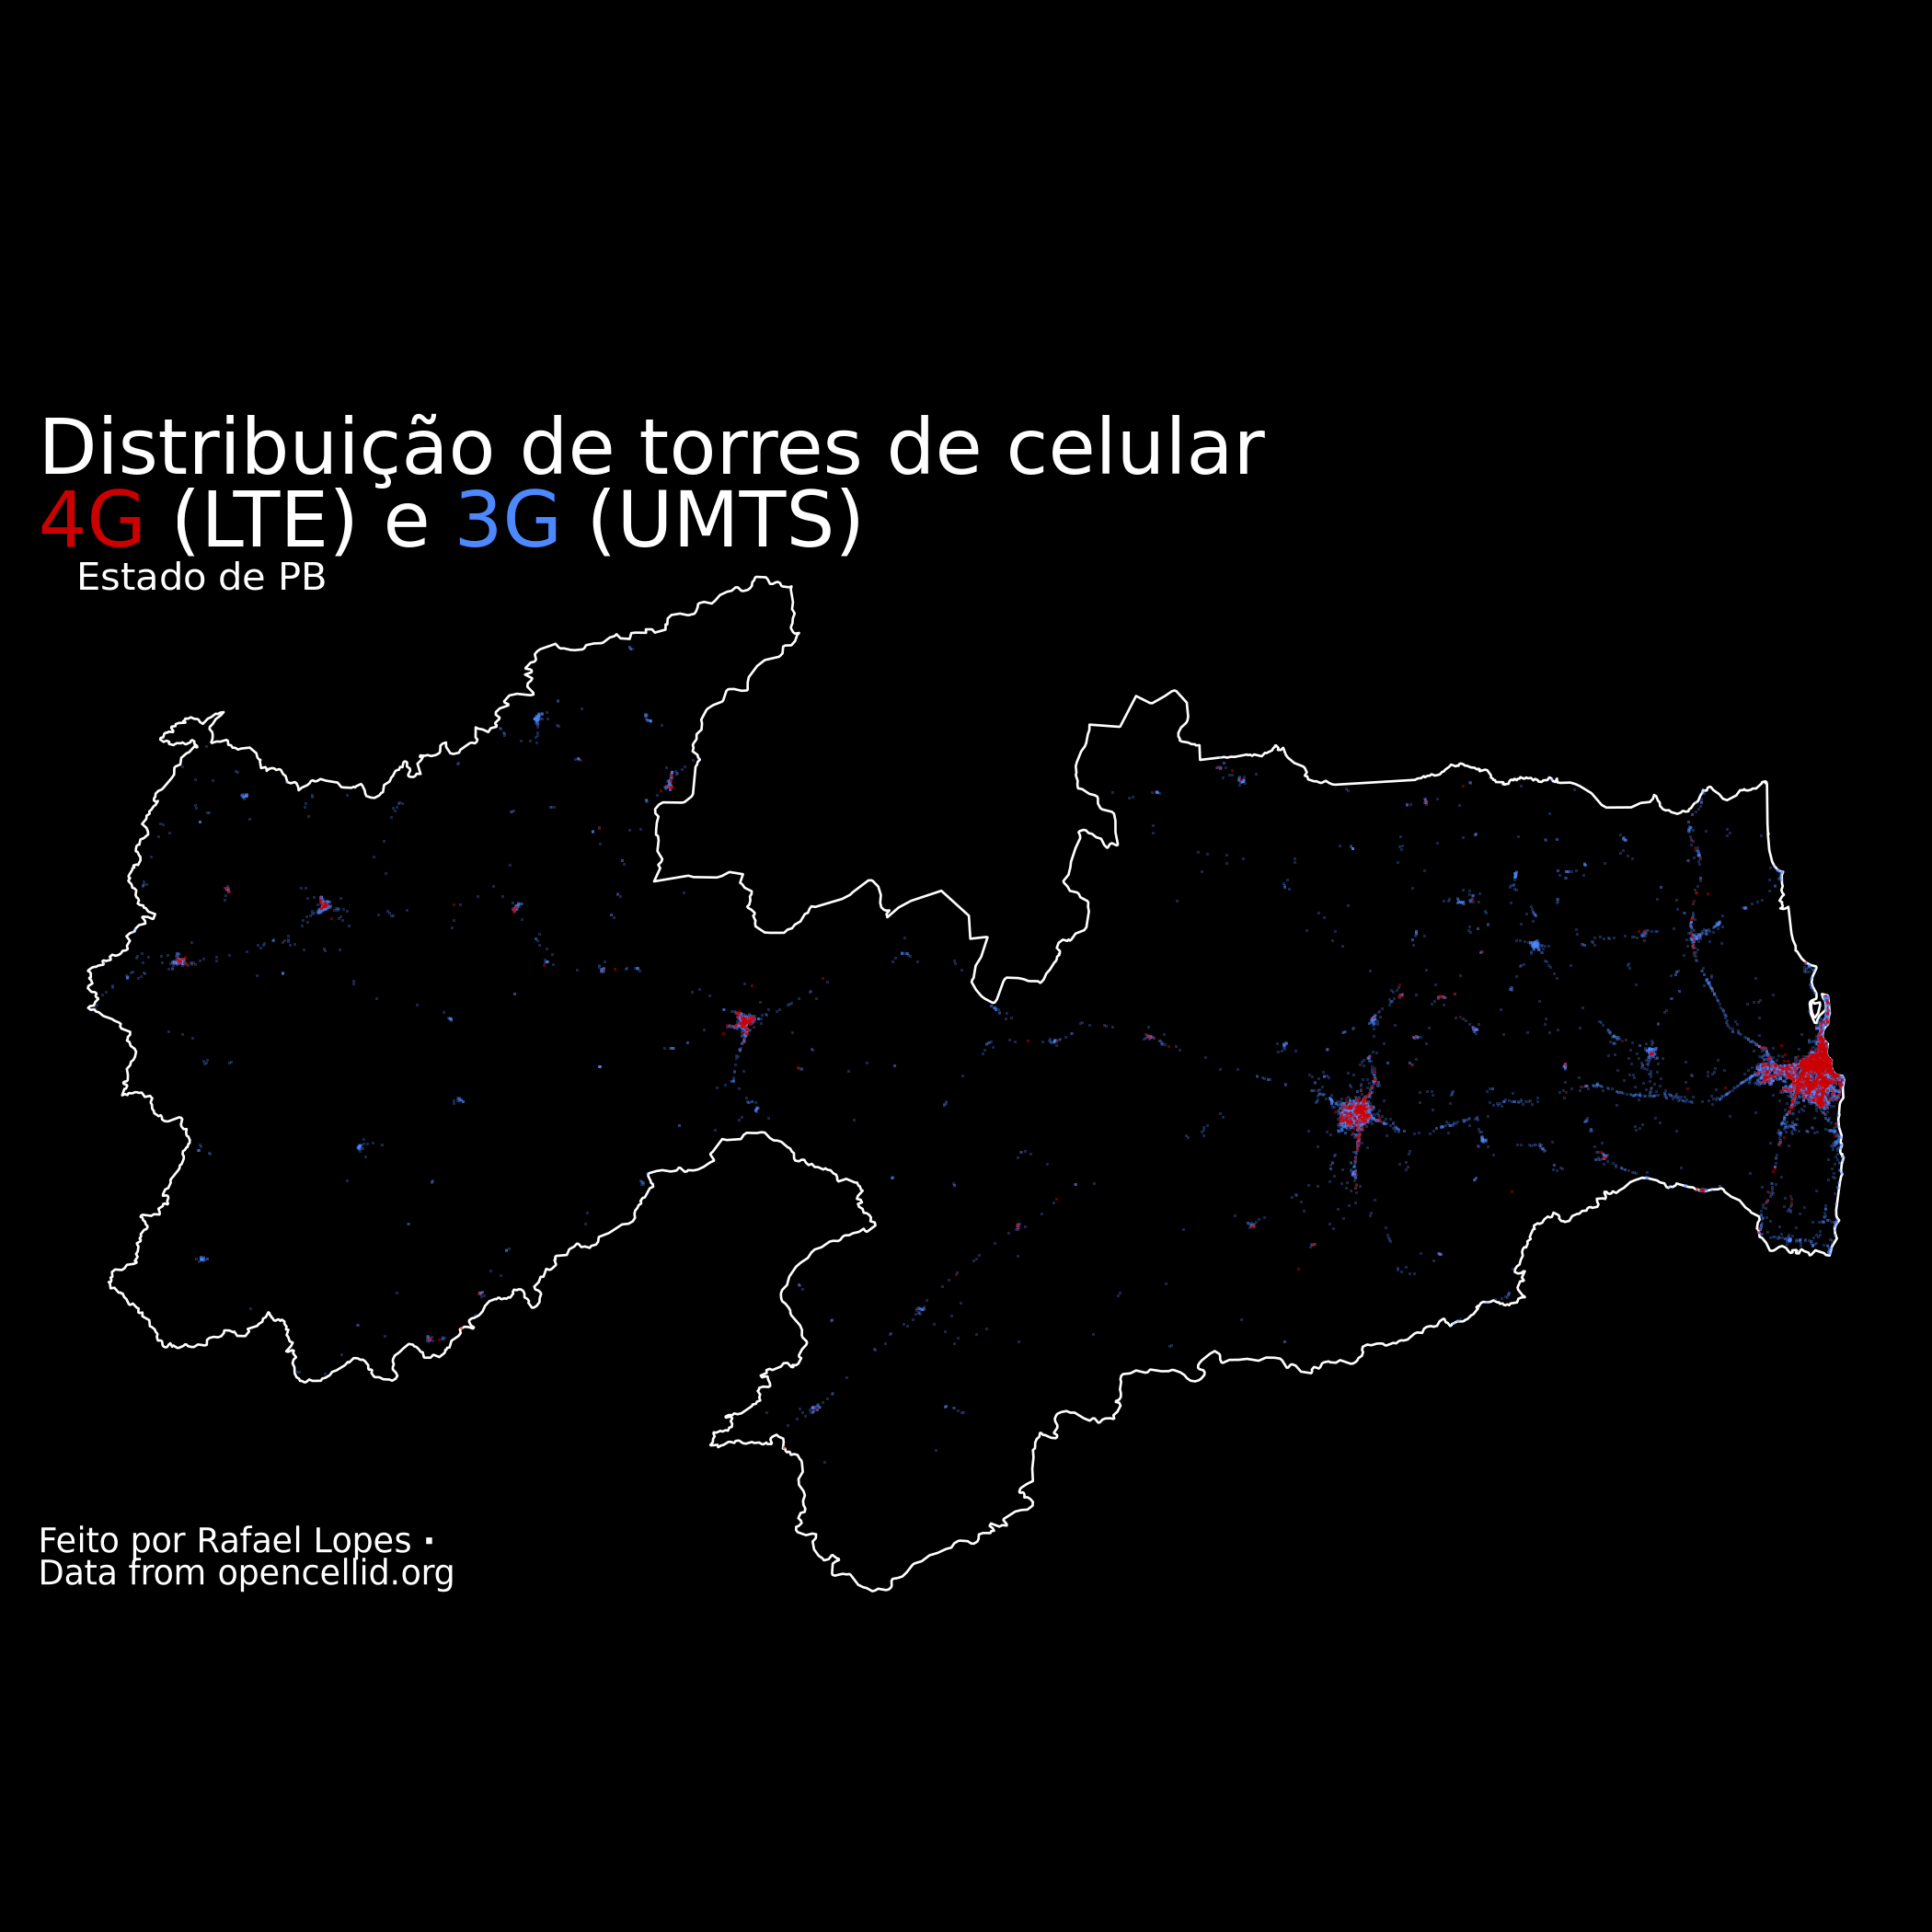 Distribuição de torres de celular
4G (LTE) e 3G (UMTS)
Estado de PB
Feito por Rafael Lopes ·
Data from opencellid.org